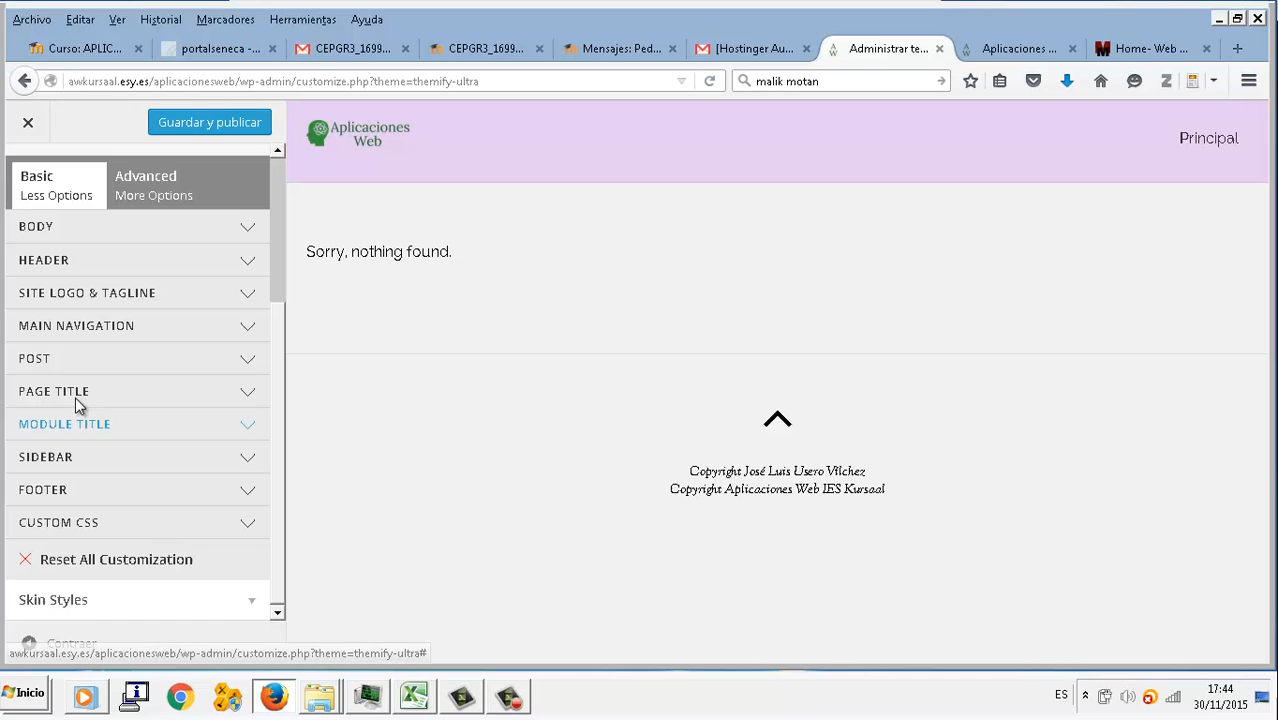 Archivo Editar Ver Historial Marcadores Herramientas Ayuda
Curso: APLIC... portalseneca -... CEPGR3_1699... CEPGR3_1699... Mensajes: Ped... [Hostinger Au... Administrar te... Aplicaciones ... Home- Web ...
awkursaal.esy.es/aplicacionesweb/wp-admin/customize.php?theme=themify-ultra malik motan
Guardar y publicar
Aplicaciones
Web
Principal
Basic Advanced
Less Options More Options
BODY
HEADER
SITE LOGO & TAGLINE
MAIN NAVIGATION
POST
PAGE TITLE
MODULE TITLE
SIDEBAR
FOOTER
CUSTOM CSS
Reset All Customization
Skin Styles
Contraer
Sorry, nothing found.
Copyright José Luis Usero Vílchez
Copyright Aplicaciones Web IES Kursaal
awkursaal.esy.es/aplicacionesweb/wp-admin/customize.php?theme=themify-ultra#
Inicio
ES
17:44
30/11/2015